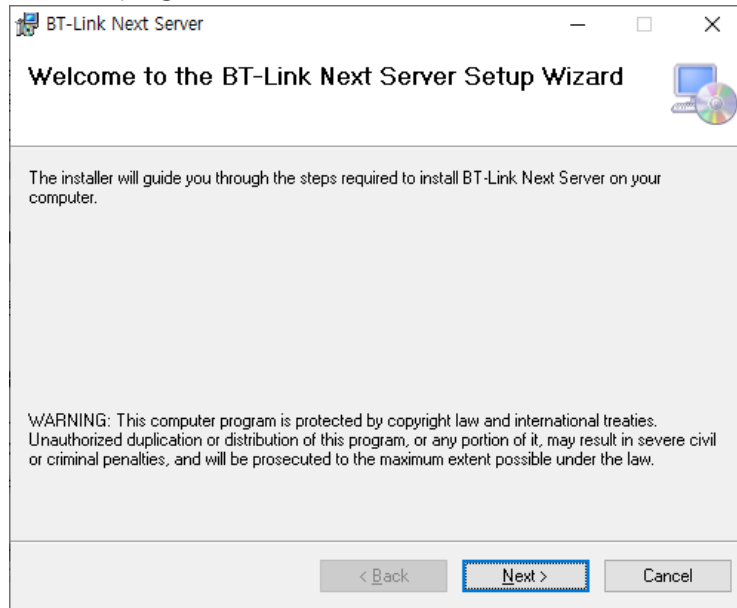 BT-Link Next Server
Welcome to the BT-Link Next Server Setup Wizard
The installer will guide you through the steps required to install BT-Link Next Server on your
computer.
WARNING: This computer program is protected by copyright law and international treaties.
Unauthorized duplication or distribution of this program, or any portion of it, may result in severe civil
or criminal penalties, and will be prosecuted to the maximum extent possible under the law.
< Back Next > Cancel